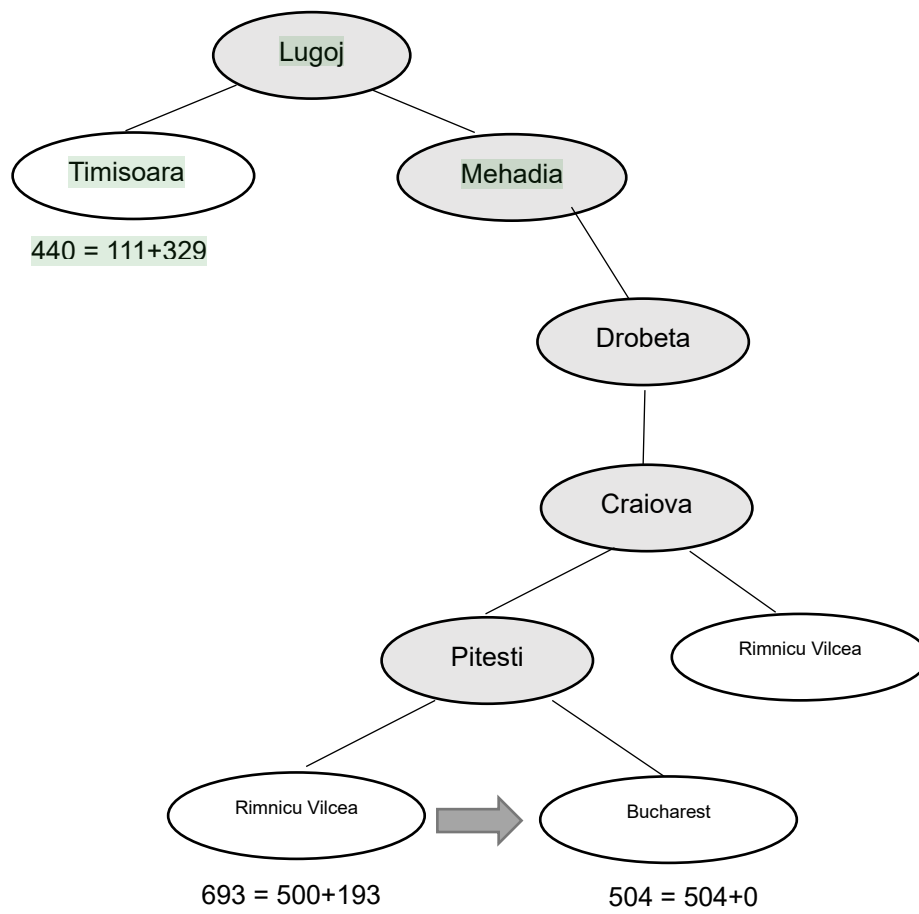 Lugoj
Timisoara
Mehadia
440 = 111+329
Drobeta
Craiova
Pitesti
Rimnicu Vilcea
Rimnicu Vilcea
Bucharest
693 = 500+193
504 = 504+0